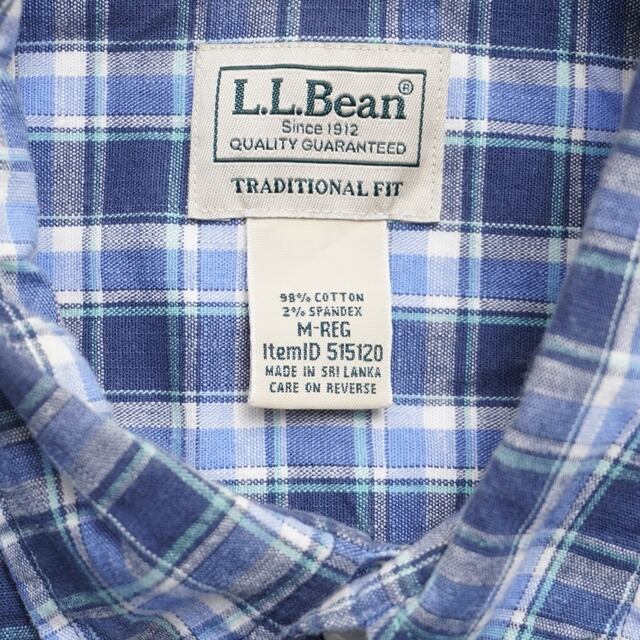 L.L.Bean®
Since 1912
QUALITY GUARANTEED
TRADITIONAL FIT
98% COTTON
2% SPANDEX
M-REG
ItemID 515120
MADE IN SRI LANKA
CARE ON REVERSE